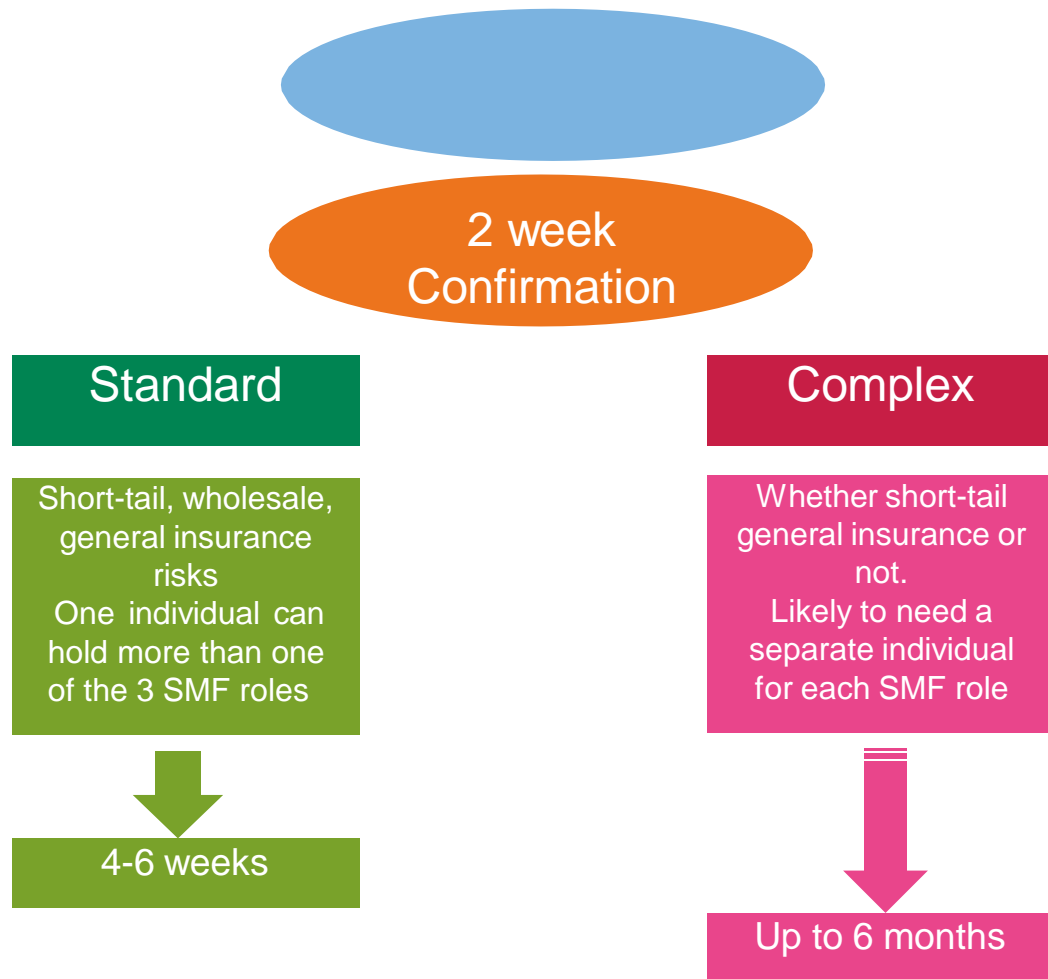 2 week
Confirmation
Standard
Complex
Short-tail, wholesale,
general insurance
risks
One individual can
hold more than one
of the 3 SMF roles
Whether short-tail
general insurance or
not.
Likely to need a
separate individual
for each SMF role
4-6 weeks
Up to 6 months